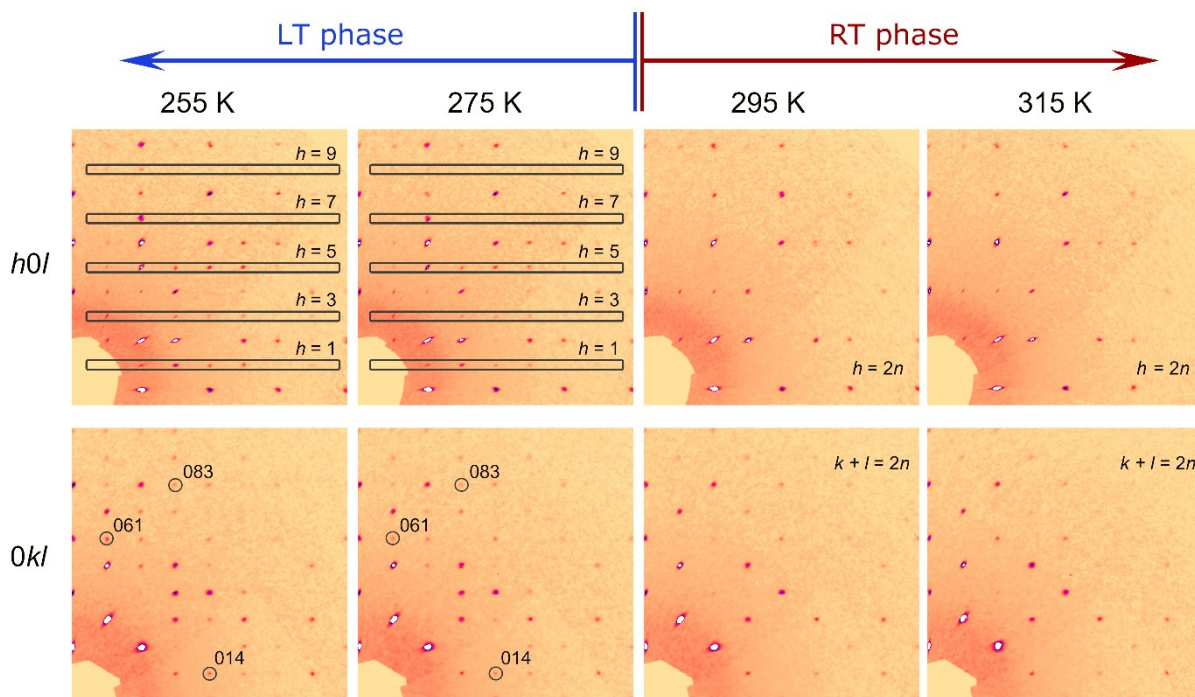 LT phase
RT phase
255 K
275 K
295 K
315 K
h0l
h = 9
h = 7
h = 5
h = 3
h = 1
h = 9
h = 7
h = 5
h = 3
h = 1
h = 2n
h = 2n
0kl
083
061
014
083
061
014
k + l = 2n
k + l = 2n